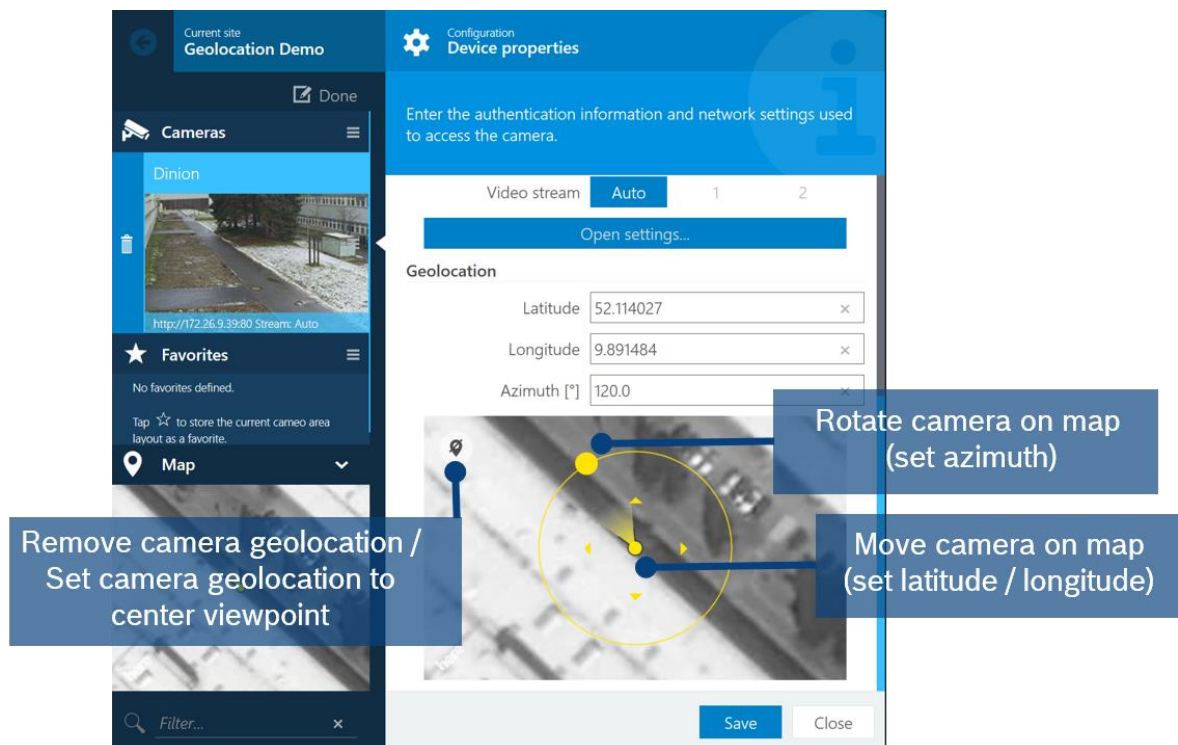 Current site
Geolocation Demo
Done
Cameras
Dinion
http://172.26.9.39:80 Stream: Auto
Favorites
No favorites defined.
Tap ☆ to store the current cameo area
layout as a favorite.
Map
Filter...
Configuration
Device properties
Enter the authentication information and network settings used
to access the camera.
Video stream Auto 1 2
Open settings...
Geolocation
Latitude 52.114027
Longitude 9.891484
Azimuth [°] 120.0
Rotate camera on map
(set azimuth)
Move camera on map
(set latitude / longitude)
Remove camera geolocation /
Set camera geolocation to
center viewpoint
here
here
Save Close